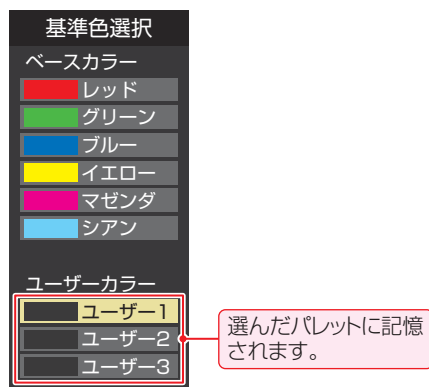 基準色選択
ベースカラー
レッド
グリーン
ブルー
イエロー
マゼンダ
シアン
ユーザーカラー
ユーザー1
ユーザー2
ユーザー3
選んだパレットに記憶
されます。